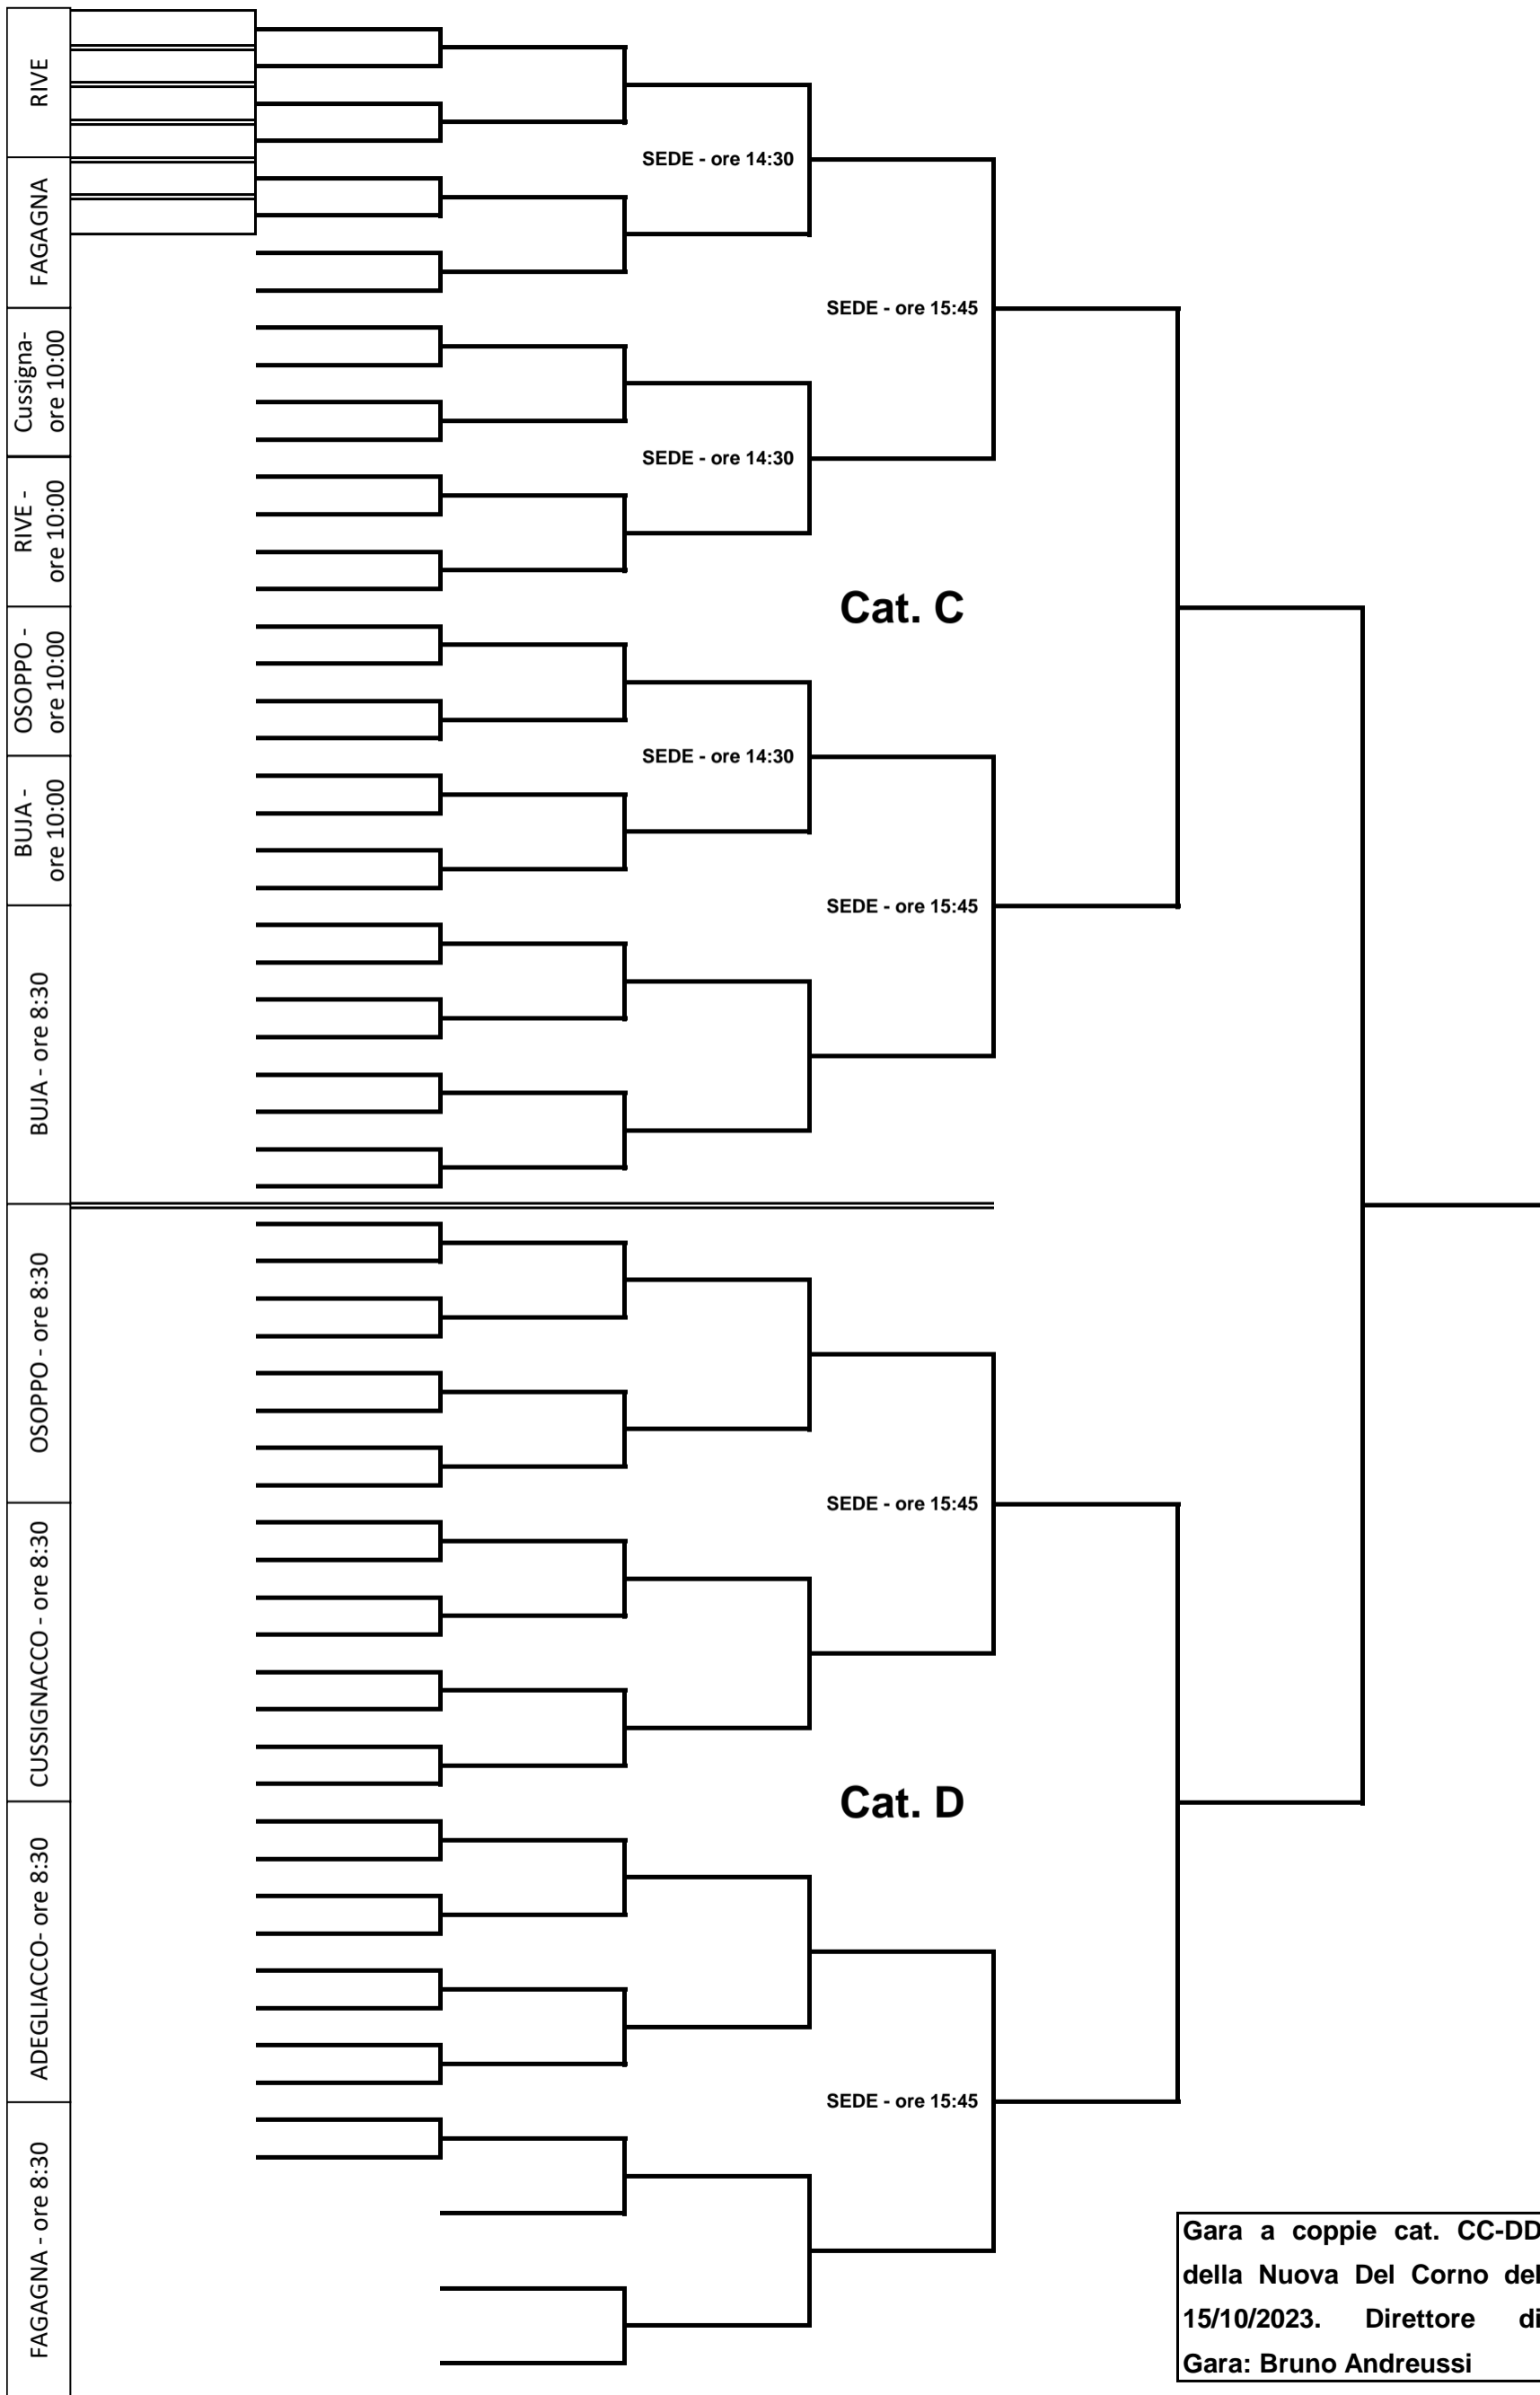 RIVE
FAGAGNA
Cussigna-
ore 10:00
RIVE -
ore 10:00
OSOPPO -
ore 10:00
BUJA -
ore 10:00
BUJA - ore 8:30
OSOPPO - ore 8:30
CUSSIGNACCO - ore 8:30
ADEGLIACCO- ore 8:30
FAGAGNA - ore 8:30
SEDE - ore 14:30
SEDE - ore 15:45
SEDE - ore 14:30
Cat. C
SEDE - ore 14:30
SEDE - ore 15:45
SEDE - ore 15:45
Cat. D
SEDE - ore 15:45
Gara a coppie cat. CC-DD
della Nuova Del Corno del
15/10/2023. Direttore di
Gara: Bruno Andreussi